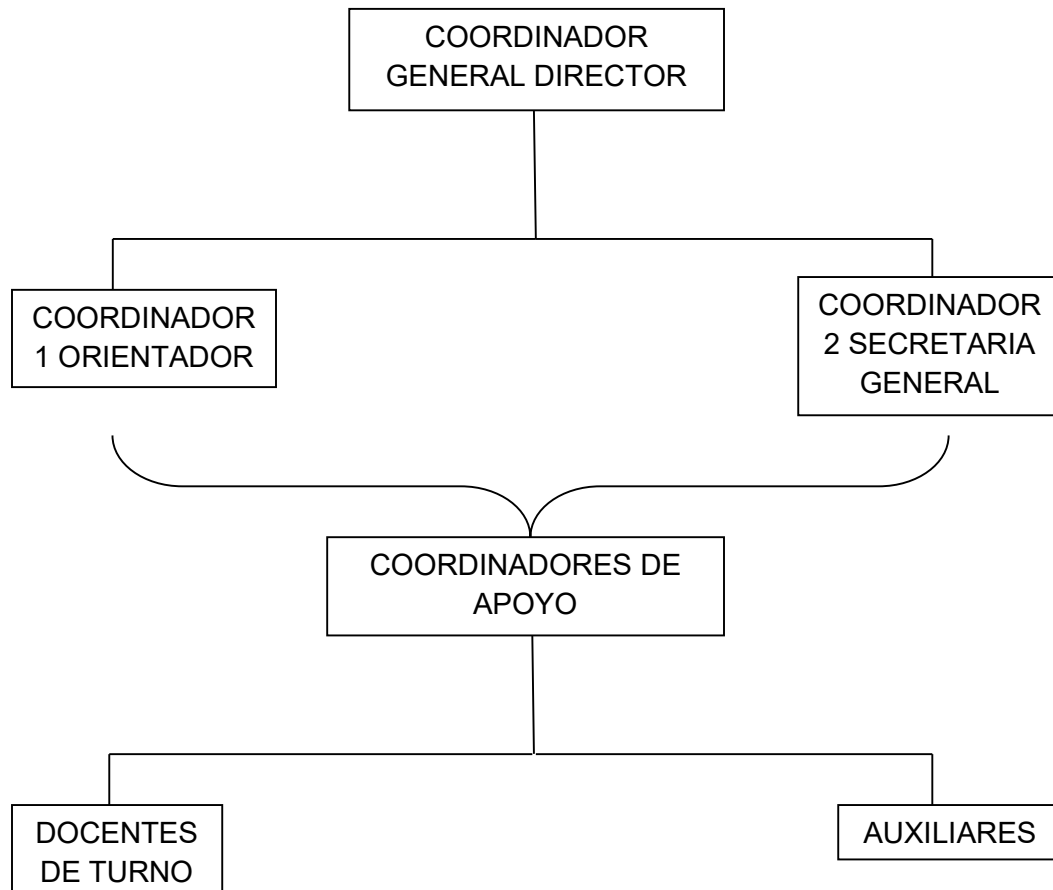 COORDINADOR
GENERAL DIRECTOR
COORDINADOR
1 ORIENTADOR
COORDINADOR
2 SECRETARIA
GENERAL
COORDINADORES DE
APOYO
DOCENTES
DE TURNO
AUXILIARES